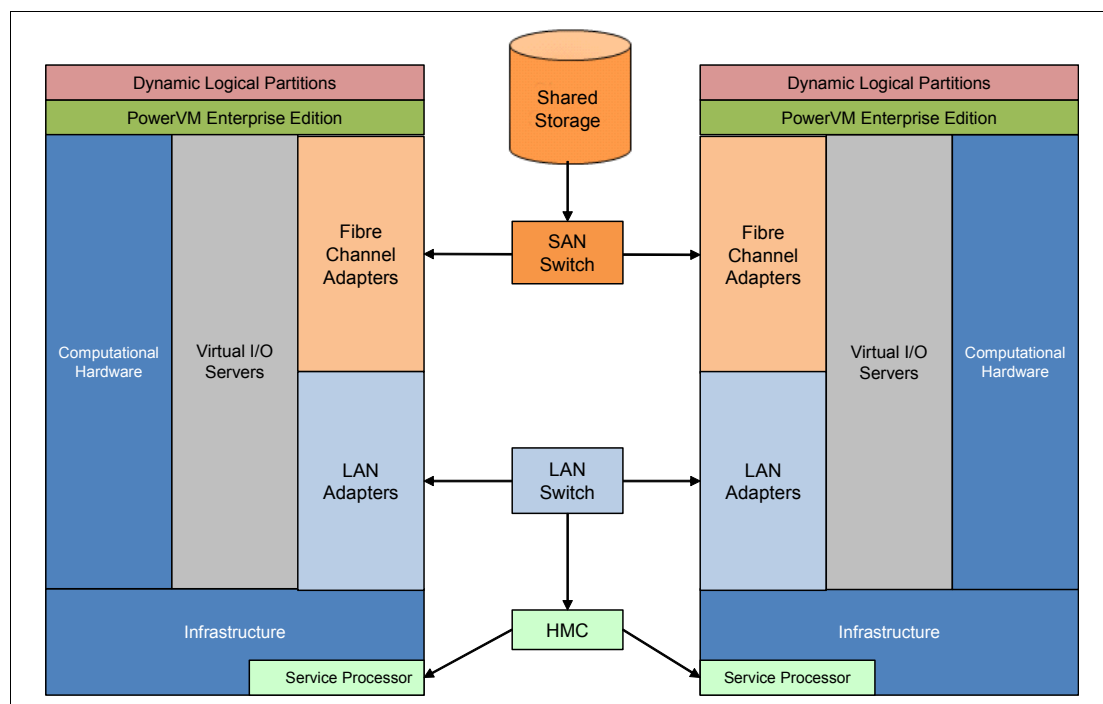 Dynamic Logical Partitions
PowerVM Enterprise Edition
Computational
Hardware
Virtual I/O
Servers
Fibre
Channel
Adapters
LAN
Adapters
Infrastructure
Service Processor
Shared
Storage
SAN
Switch
LAN
Switch
HMC
Dynamic Logical Partitions
PowerVM Enterprise Edition
Fibre
Channel
Adapters
LAN
Adapters
Virtual I/O
Servers
Computational
Hardware
Infrastructure
Service Processor